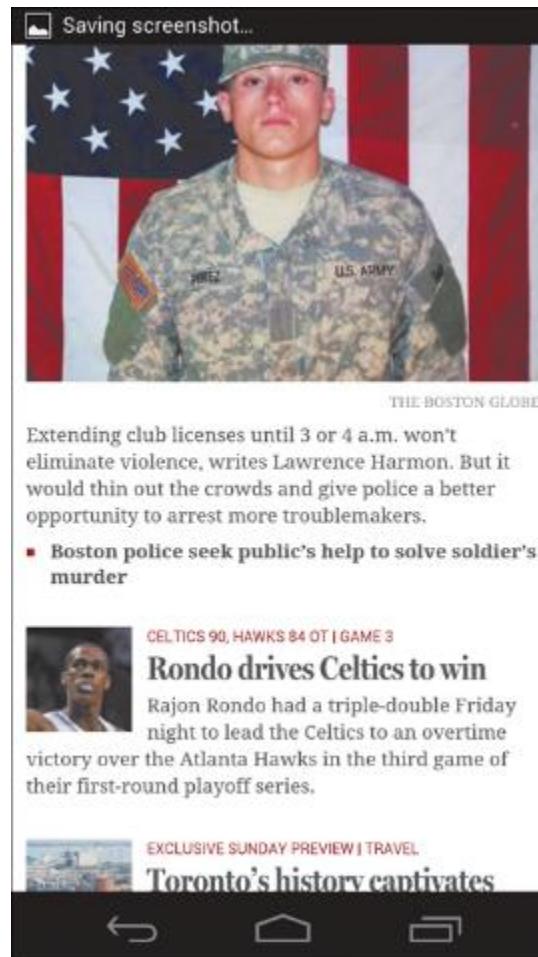 Saving screenshot...
PEREZ
U.S. ARMY
THE BOSTON GLOBE
Extending club licenses until 3 or 4 a.m. won't
eliminate violence, writes Lawrence Harmon. But it
would thin out the crowds and give police a better
opportunity to arrest more troublemakers.
Boston police seek public's help to solve soldier's
murder
CELTICS 90, HAWKS 84 OT | GAME 3
Rondo drives Celtics to win
Rajon Rondo had a triple-double Friday
night to lead the Celtics to an overtime
victory over the Atlanta Hawks in the third game of
their first-round playoff series.
EXCLUSIVE SUNDAY PREVIEW | TRAVEL
Toronto's history captivates